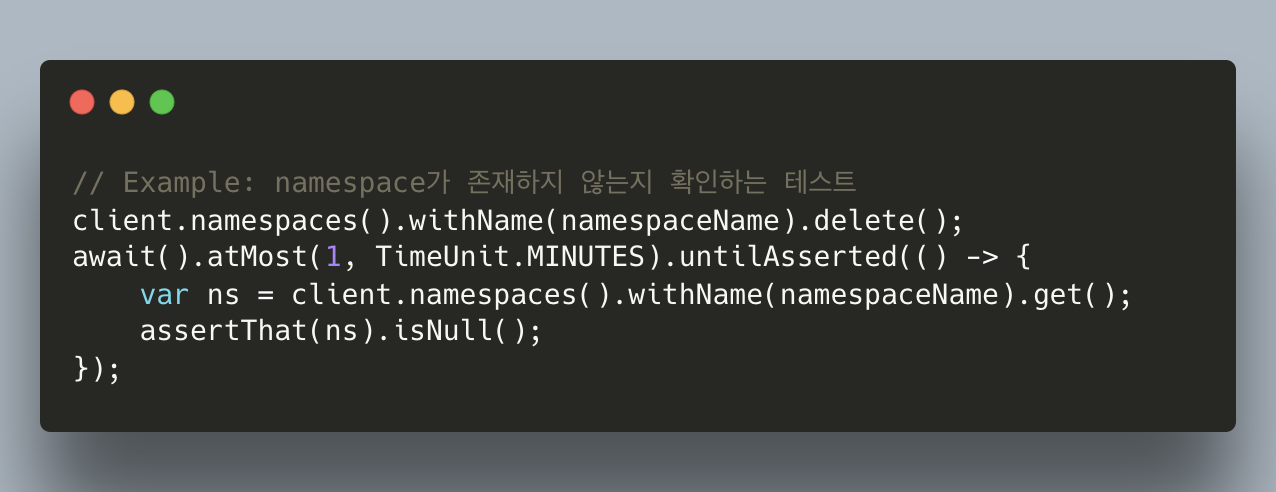 // Example: namespace가 존재하지 않는지 확인하는 테스트
client.namespaces().withName(namespaceName).delete();
await().atMost(1, TimeUnit.MINUTES).untilAsserted(() -> {
    var ns = client.namespaces().withName(namespaceName).get();
    assertThat(ns).isNull();
});